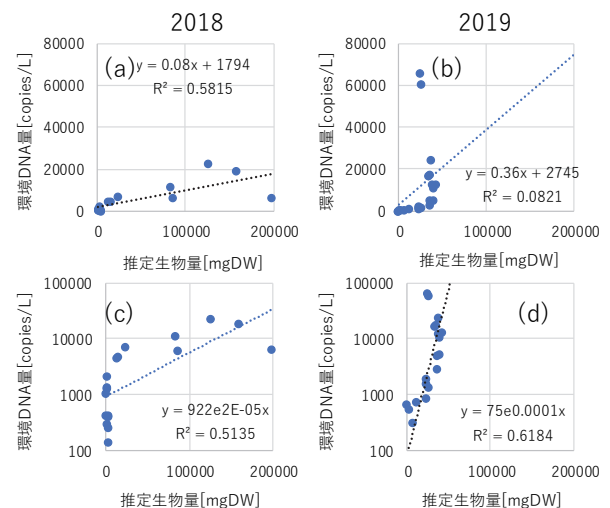 2018
2019
80000
60000
40000
20000
0
環境DNA量[copies/L]
(a)
y = 0.08x + 1794
R² = 0.5815
0
100000
200000
推定生物量[mgDW]
80000
60000
40000
20000
0
環境DNA量[copies/L]
(b)
y = 0.36x + 2745
R² = 0.0821
0
100000
200000
推定生物量[mgDW]
100000
10000
1000
100
環境DNA量[copies/L]
(c)
y = 922e2E-05x
R² = 0.5135
0
100000
200000
推定生物量[mgDW]
100000
10000
1000
100
環境DNA量[copies/L]
(d)
y = 75e0.0001x
R² = 0.6184
0
100000
200000
推定生物量[mgDW]